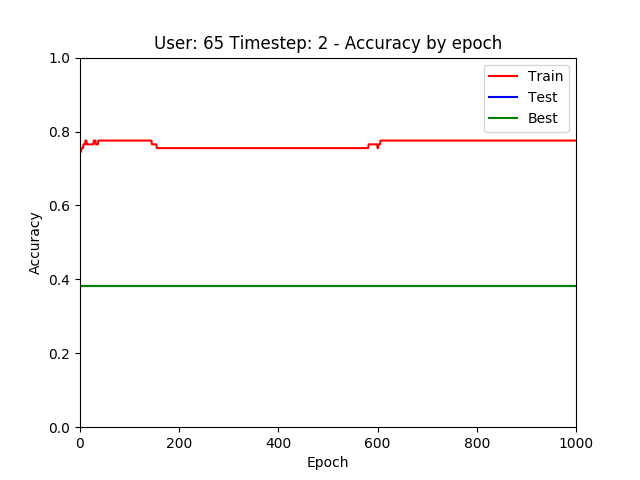 User: 65 Timestep: 2 - Accuracy by epoch
1.0
0.8
0.6
0.4
0.2
0.0
Accuracy
Train
Test
Best
0 200 400 600 800 1000
Epoch